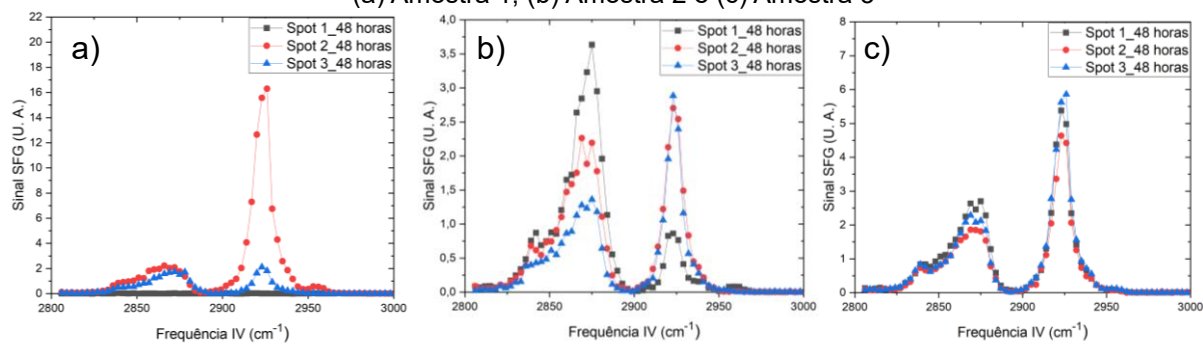 (a) Amostra 1, (b) Amostra 2 e (c) Amostra 3
a)
Spot 1_48 horas
Spot 2_48 horas
Spot 3_48 horas
Sinal SFG (U. A.)
22
20
18
16
14
12
10
8
6
4
2
0
2800 2850 2900 2950 3000
Frequência IV (cm⁻¹)
b)
Spot 1_48 horas
Spot 2_48 horas
Spot 3_48 horas
Sinal SFG (U. A.)
4,0
3,5
3,0
2,5
2,0
1,5
1,0
0,5
0,0
2800 2850 2900 2950 3000
Frequência IV (cm⁻¹)
c)
Spot 1_48 horas
Spot 2_48 horas
Spot 3_48 horas
Sinal SFG (U. A.)
8
7
6
5
4
3
2
1
0
2800 2850 2900 2950 3000
Frequência IV (cm⁻¹)